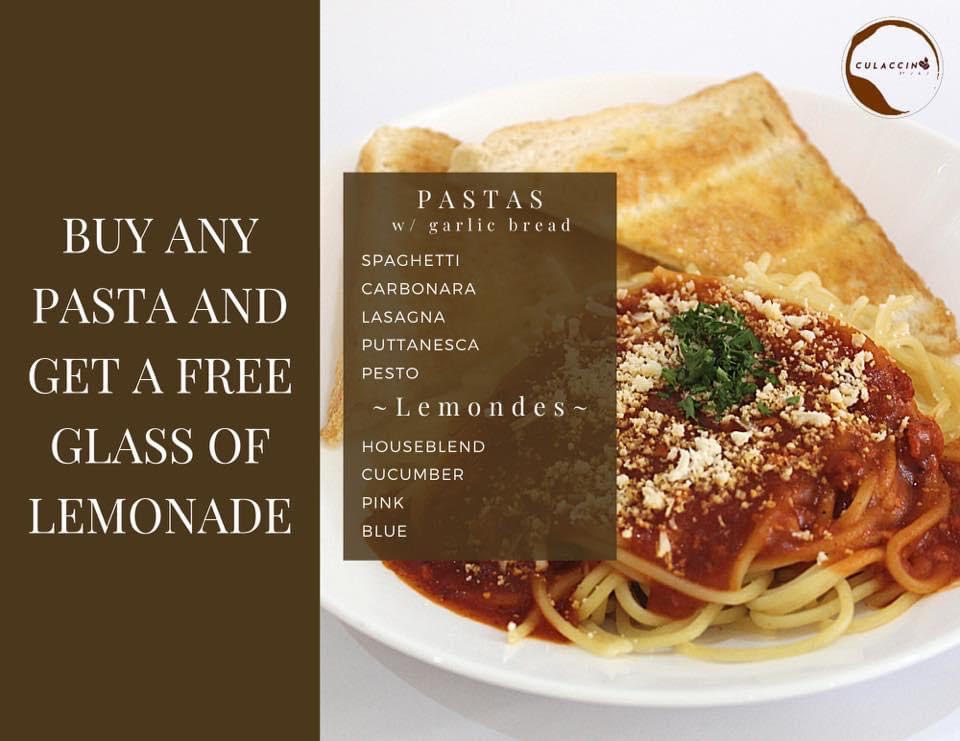 BUY ANY
PASTA AND
GET A FREE
GLASS OF
LEMONADE
PASTAS
w/ garlic bread
SPAGHETTI
CARBONARA
LASAGNA
PUTTANESCA
PESTO
~Lemondes~
HOUSEBLEND
CUCUMBER
PINK
BLUE
CULACCINO